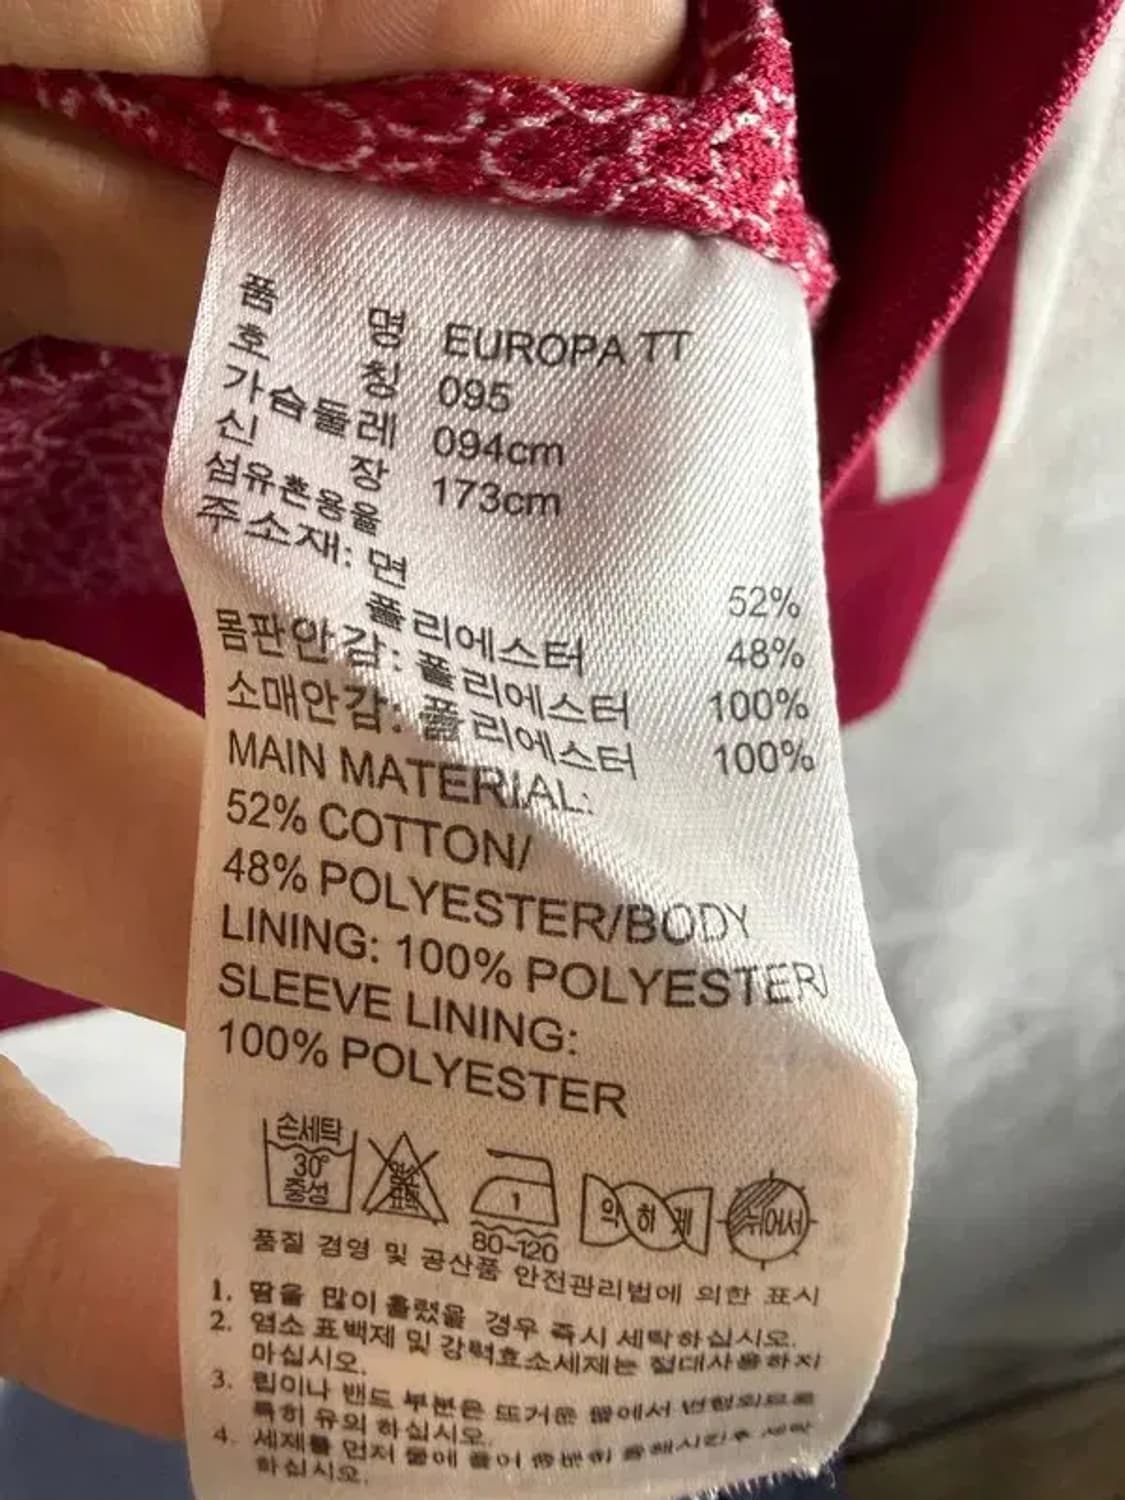 품 명 EUROPA TT
호 칭 095
가슴둘레 094cm
신 장 173cm
섬유혼용율
주소재: 면 52%
폴리에스터 48%
몸판안감: 폴리에스터 100%
소매안감: 폴리에스터 100%
MAIN MATERIAL:
52% COTTON/
48% POLYESTER/BODY
LINING: 100% POLYESTER/
SLEEVE LINING:
100% POLYESTER
손세탁
30°
중성
1
80~120
약하게
뉘어서
품질 경영 및 공산품 안전관리법에 의한 표시
1. 땀을 많이 흘렸을 경우 즉시 세탁하십시오.
2. 염소 표백제 및 강력효소세제는 절대사용하지
마십시오.
3. 립이나 밴드 부분은 뜨거운 물에서 변형되므로
특히 유의 하십시오.
4. 세제를 먼저 물에 풀어 충분히 용해시킨후 세탁
하십시오.